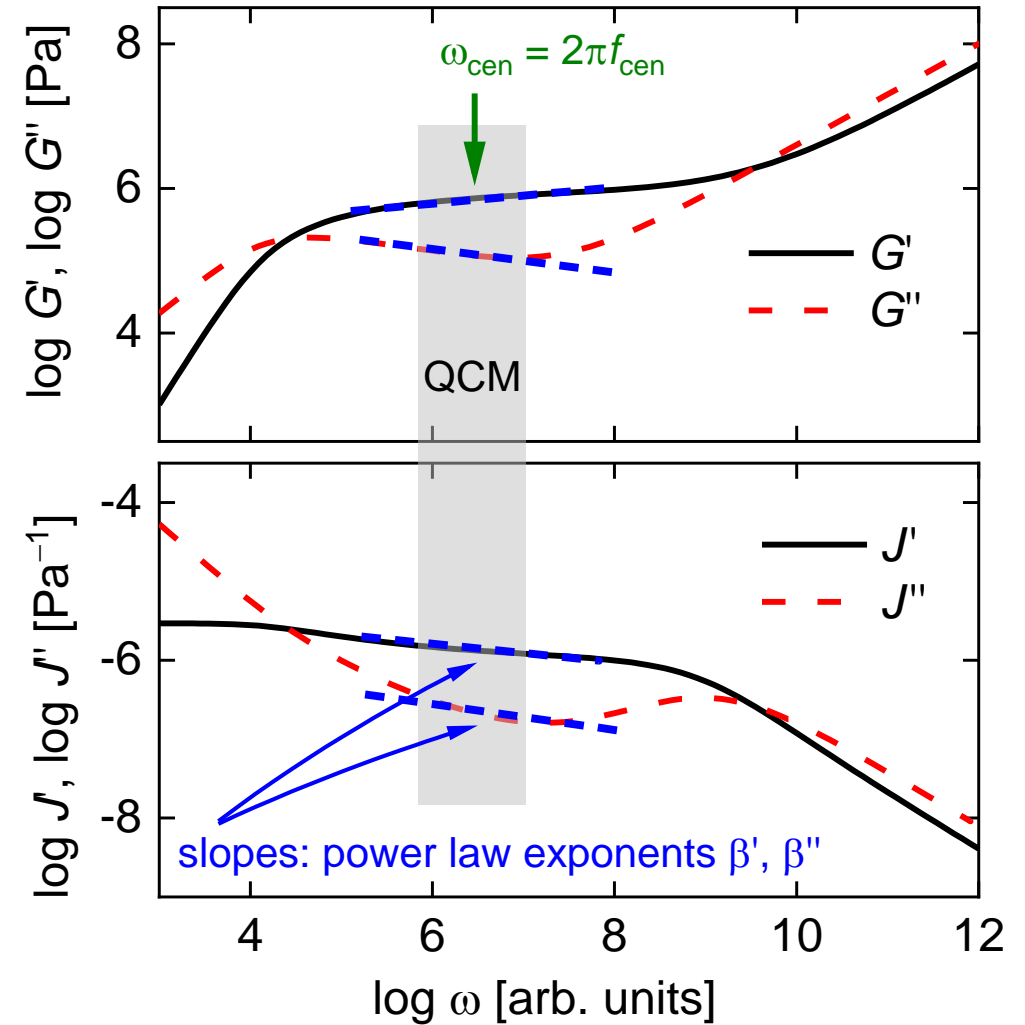 log G', log G'' [Pa]
8
6
4
ω_cen = 2πf_cen
QCM
G'
G''
log J', log J'' [Pa⁻¹]
-4
-6
-8
J'
J''
slopes: power law exponents β', β''
4 6 8 10 12
log ω [arb. units]